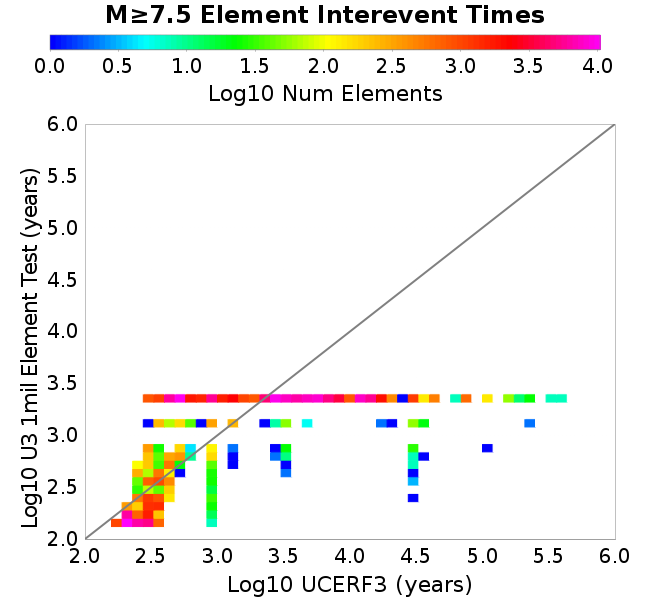 M≥7.5 Element Interevent Times
0.0 0.5 1.0 1.5 2.0 2.5 3.0 3.5 4.0
Log10 Num Elements
6.0
5.5
5.0
4.5
4.0
3.5
3.0
2.5
2.0
Log10 U3 1mil Element Test (years)
2.0 2.5 3.0 3.5 4.0 4.5 5.0 5.5 6.0
Log10 UCERF3 (years)